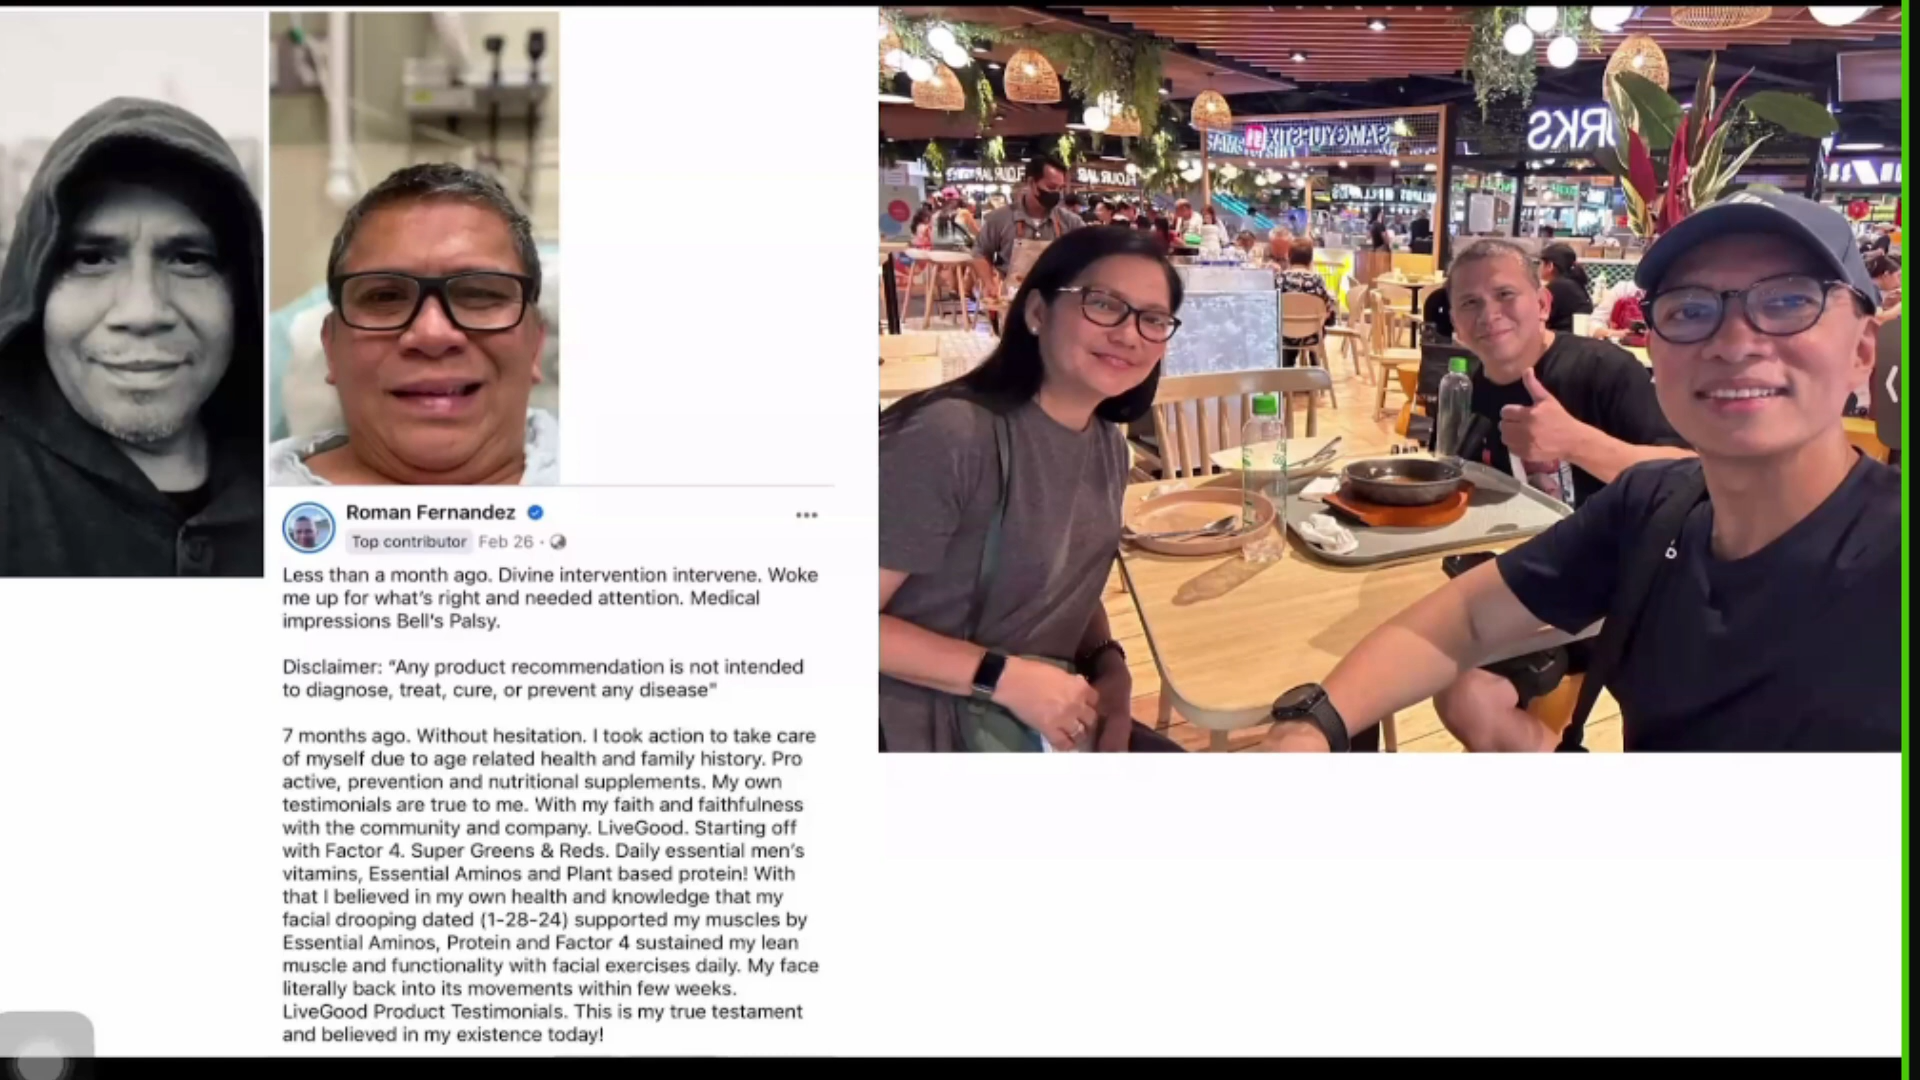 Roman Fernandez
Top contributor Feb 26 ·
Less than a month ago. Divine intervention intervene. Woke
me up for what's right and needed attention. Medical
impressions Bell's Palsy.
Disclaimer: “Any product recommendation is not intended
to diagnose, treat, cure, or prevent any disease"
7 months ago. Without hesitation. I took action to take care
of myself due to age related health and family history. Pro
active, prevention and nutritional supplements. My own
testimonials are true to me. With my faith and faithfulness
with the community and company. LiveGood. Starting off
with Factor 4. Super Greens & Reds. Daily essential men's
vitamins, Essential Aminos and Plant based protein! With
that I believed in my own health and knowledge that my
facial drooping dated (1-28-24) supported my muscles by
Essential Aminos, Protein and Factor 4 sustained my lean
muscle and functionality with facial exercises daily. My face
literally back into its movements within few weeks.
LiveGood Product Testimonials. This is my true testament
and believed in my existence today!
SAMGYUPSTIX
FLOUR JAR
FLOUR JAR